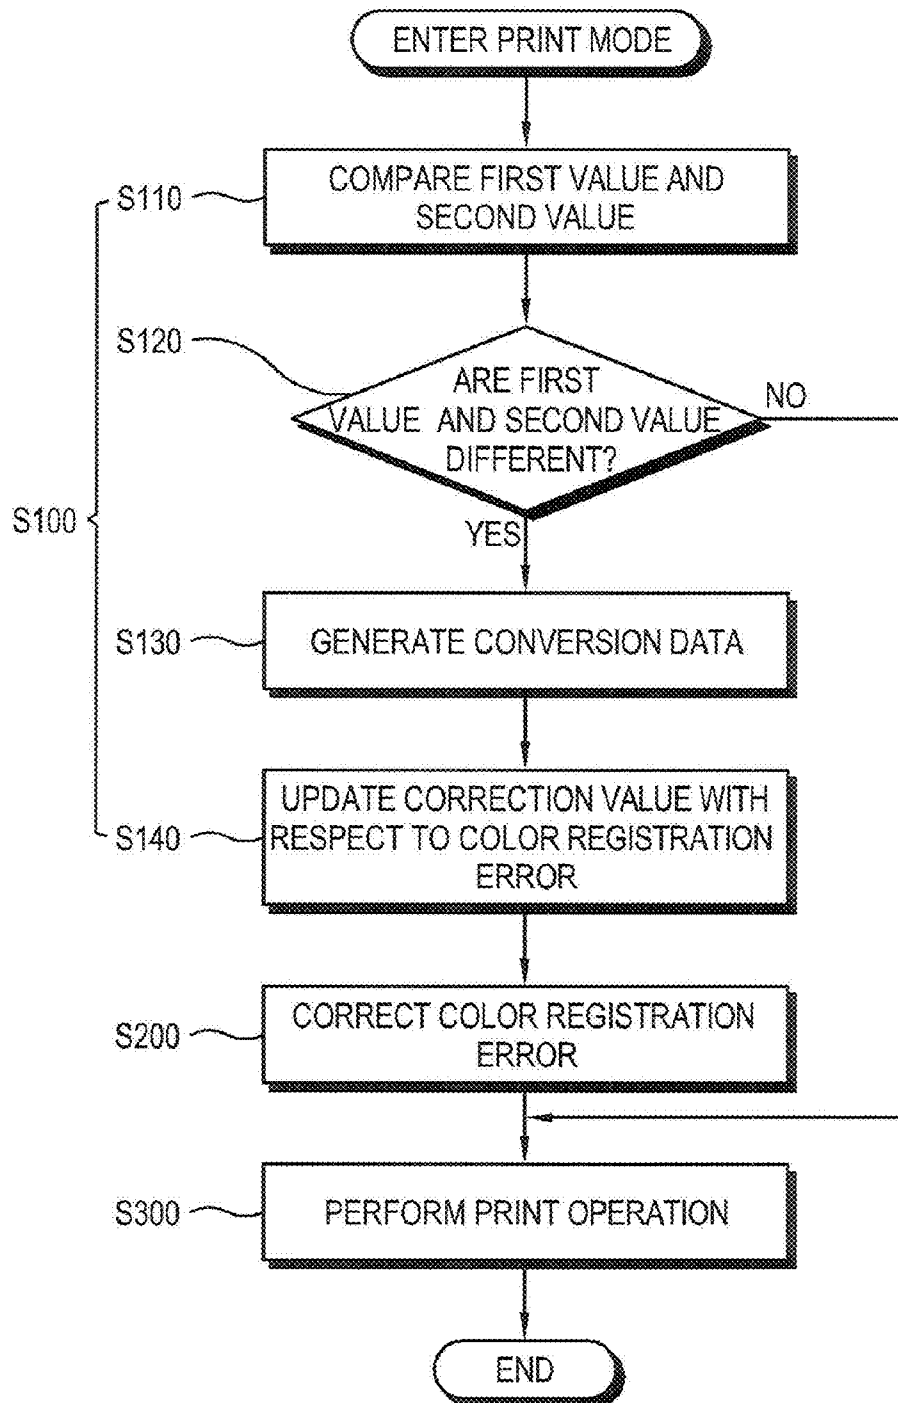 ENTER PRINT MODE
S110
COMPARE FIRST VALUE AND
SECOND VALUE
S120
ARE FIRST
VALUE AND SECOND VALUE
DIFFERENT?
NO
YES
S100
S130
GENERATE CONVERSION DATA
S140
UPDATE CORRECTION VALUE WITH
RESPECT TO COLOR REGISTRATION
ERROR
S200
CORRECT COLOR REGISTRATION
ERROR
S300
PERFORM PRINT OPERATION
END